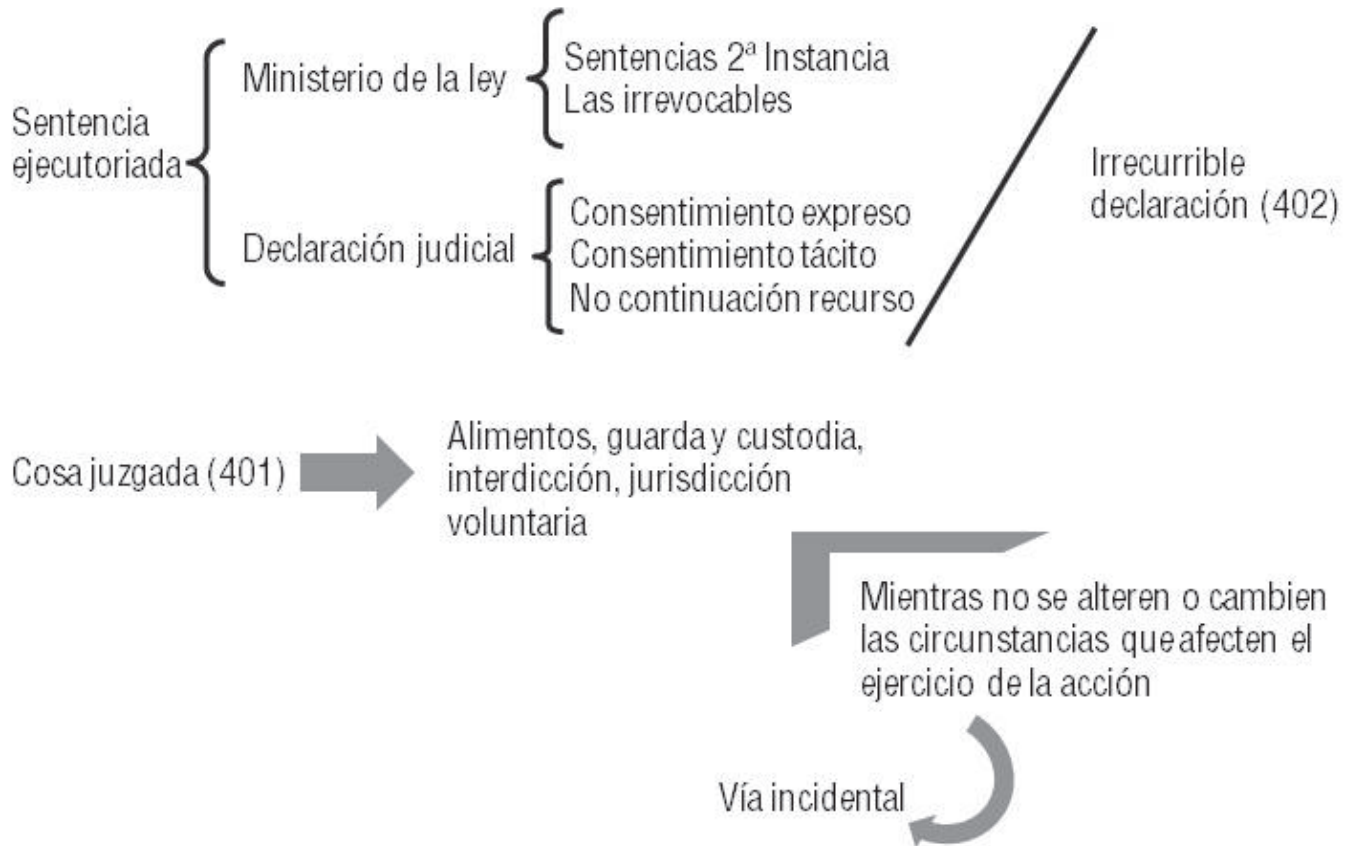 Sentencia
ejecutoriada
Ministerio de la ley
Sentencias 2ª Instancia
Las irrevocables
Declaración judicial
Consentimiento expreso
Consentimiento tácito
No continuación recurso
Irrecurrible
declaración (402)
Cosa juzgada (401)
Alimentos, guarda y custodia,
interdicción, jurisdicción
voluntaria
Mientras no se alteren o cambien
las circunstancias que afecten el
ejercicio de la acción
Vía incidental